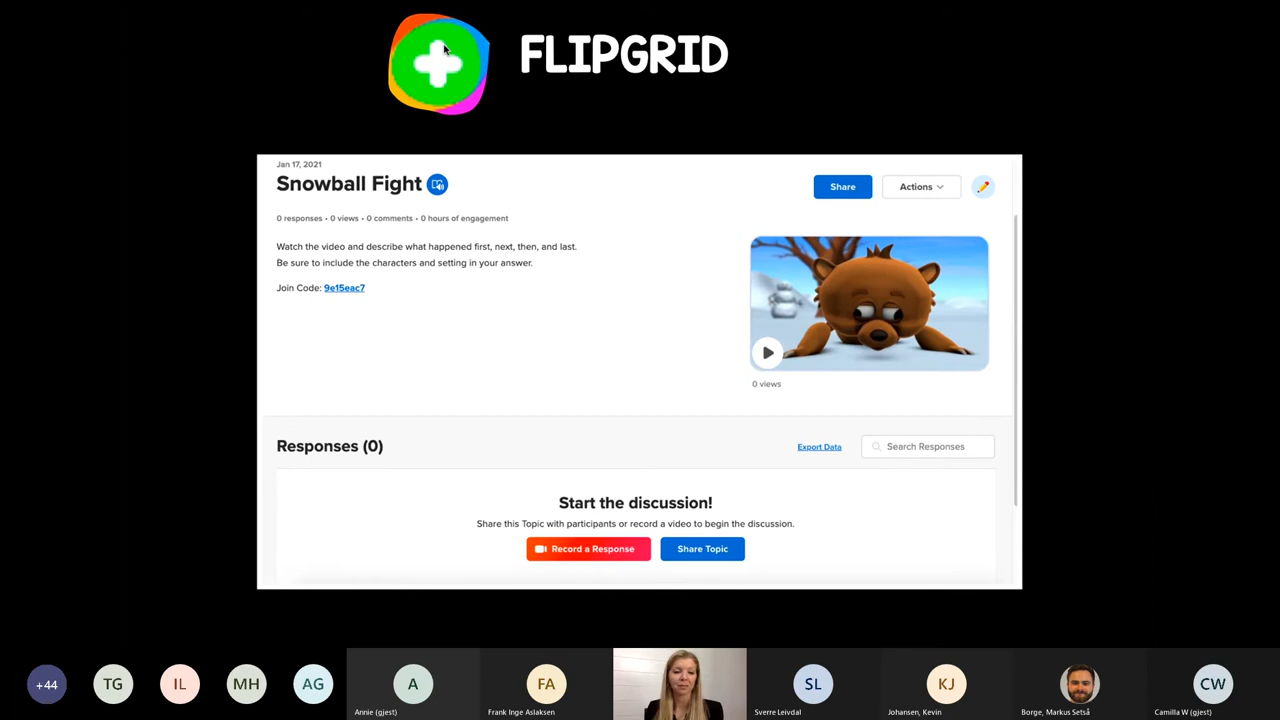 FLIPGRID
Jan 17, 2021
Snowball Fight
Share
Actions
0 responses • 0 views • 0 comments • 0 hours of engagement
Watch the video and describe what happened first, next, then, and last.
Be sure to include the characters and setting in your answer.
Join Code: 9e15eac7
0 views
Responses (0)
Export Data
Search Responses
Start the discussion!
Share this Topic with participants or record a video to begin the discussion.
Record a Response
Share Topic
+44
TG
IL
MH
AG
A
FA
SL
KJ
CW
Annie (gjest)
Frank Inge Aslaksen
Sverre Leivdal
Johansen, Kevin
Borge, Markus Setså
Camilla W (gjest)